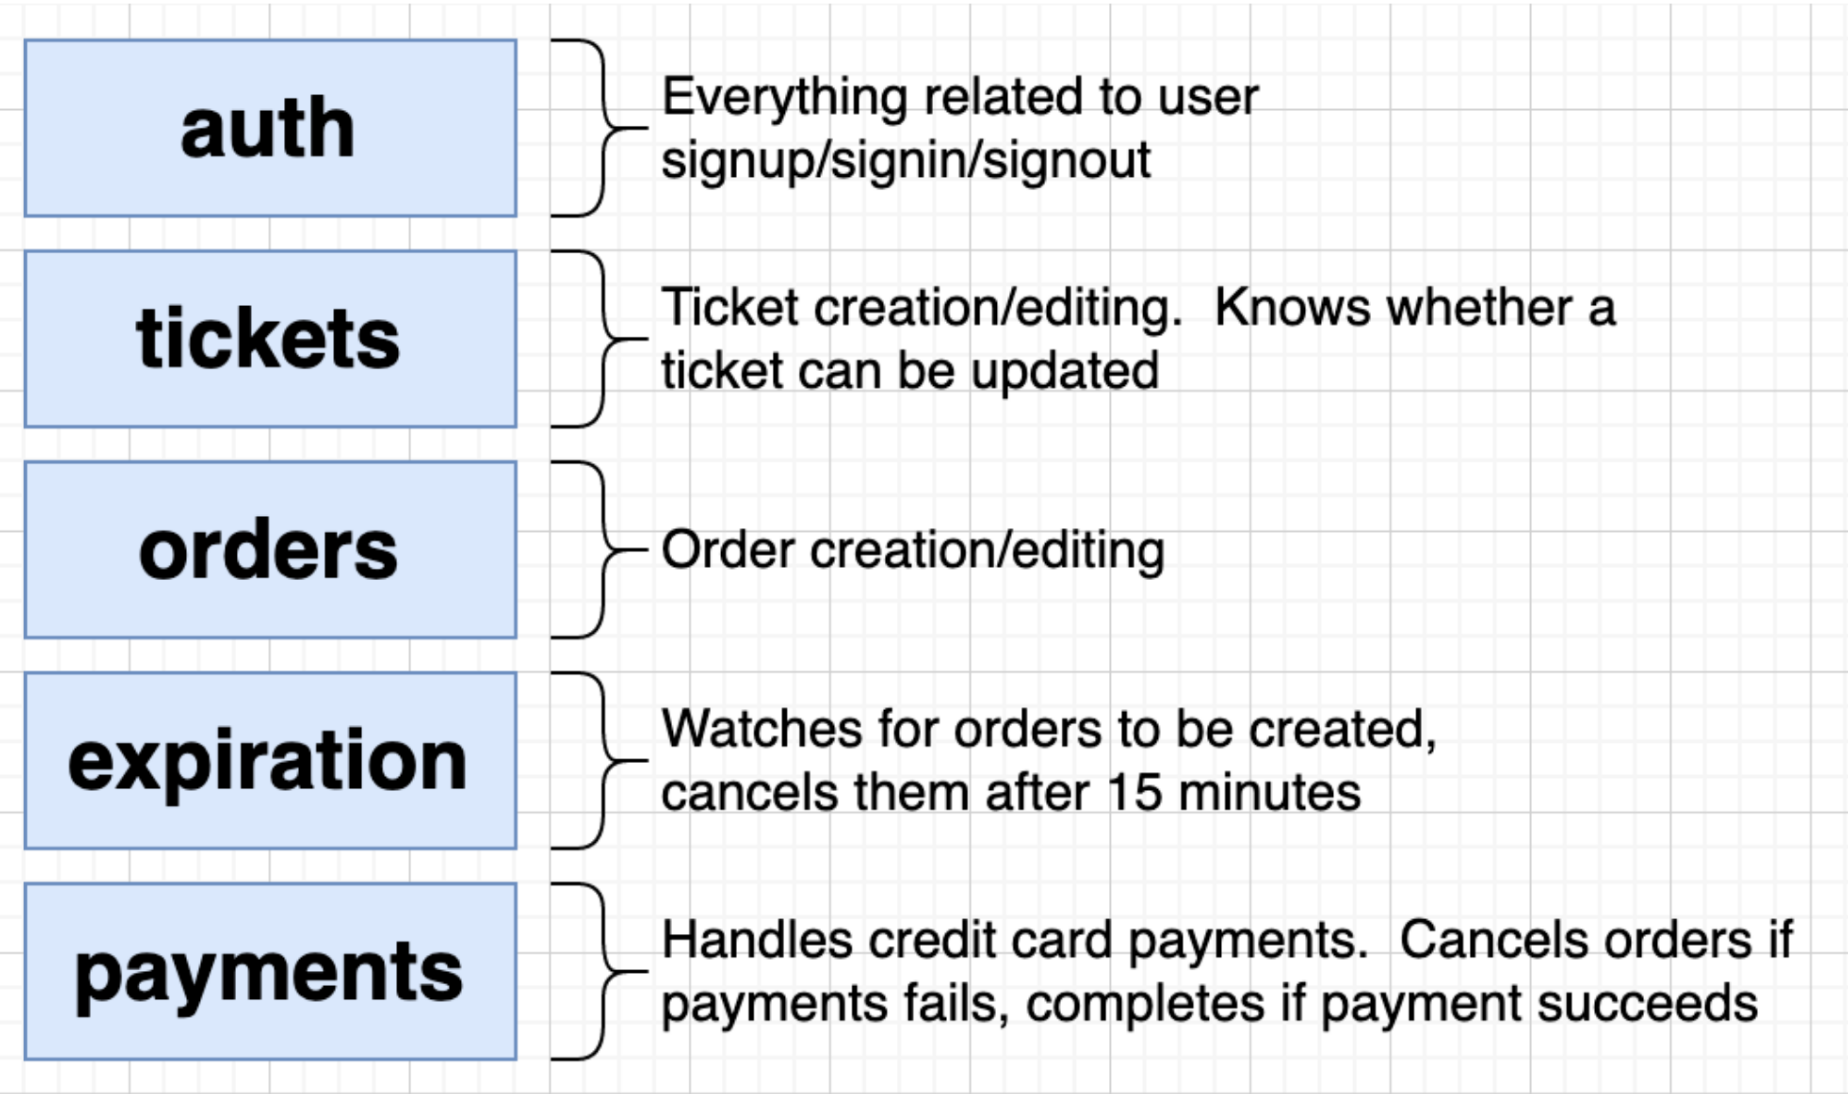 auth
Everything related to user
signup/signin/signout
tickets
Ticket creation/editing.  Knows whether a
ticket can be updated
orders
Order creation/editing
expiration
Watches for orders to be created,
cancels them after 15 minutes
payments
Handles credit card payments.  Cancels orders if
payments fails, completes if payment succeeds